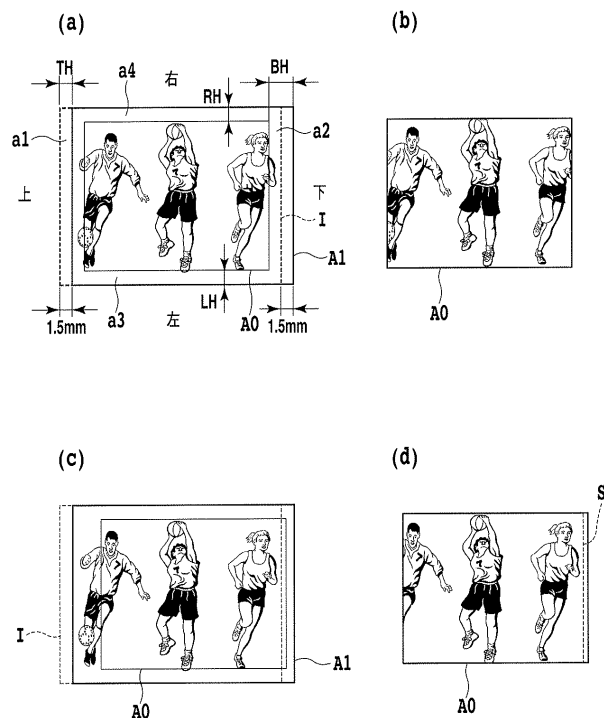 (a)
TH
a4
右
RH
BH
a1
a2
上
下
I
A1
LH
a3
左
A0
1.5mm
1.5mm
(b)
A0
(c)
I
A1
A0
(d)
S
A0